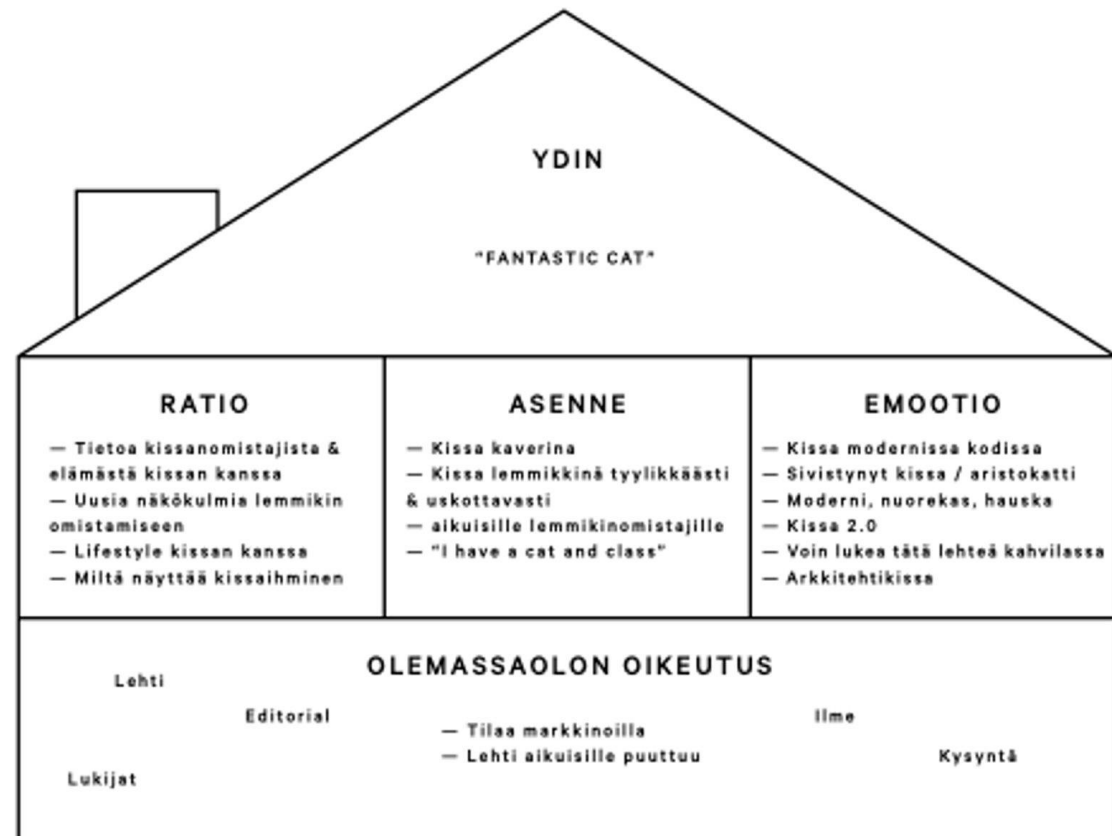 YDIN
"FANTASTIC CAT"
RATIO
— Tietoa kissanomistajista &
elämästä kissan kanssa
— Uusia näkökulmia lemmikin
omistamiseen
— Lifestyle kissan kanssa
— Miltä näyttää kissaihminen
ASENNE
— Kissa kaverina
— Kissa lemmikkinä tyylikkäästi
& uskottavasti
— aikuisille lemmikinomistajille
— "I have a cat and class"
EMOOTIO
— Kissa modernissa kodissa
— Sivistynyt kissa / aristokatti
— Moderni, nuorekas, hauska
— Kissa 2.0
— Voin lukea tätä lehteä kahvilassa
— Arkkitehtikissa
OLEMASSAOLON OIKEUTUS
Lehti
Editorial
— Tilaa markkinoilla
— Lehti aikuisille puuttuu
Ilme
Kysyntä
Lukijat